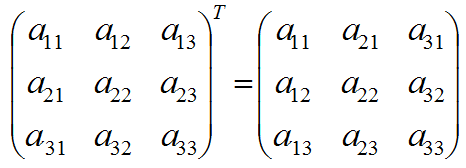 ( a₁₁ a₁₂ a₁₃ )ᵀ ( a₁₁ a₂₁ a₃₁ )
( a₂₁ a₂₂ a₂₃ ) = ( a₁₂ a₂₂ a₃₂ )
( a₃₁ a₃₂ a₃₃ ) ( a₁₃ a₂₃ a₃₃ )